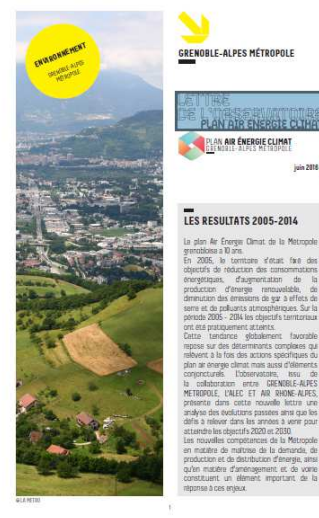 ENVIRONNEMENT
GRENOBLE-ALPES
MÉTROPOLE
GRENOBLE-ALPES MÉTROPOLE
LETTRE
DE L'OBSERVATOIRE
PLAN AIR ÉNERGIE CLIMAT
PLAN AIR ÉNERGIE CLIMAT
GRENOBLE-ALPES MÉTROPOLE
juin 2016
LES RESULTATS 2005-2014
Le plan Air Énergie Climat de la Métropole
grenobloise a 10 ans.
En 2005, le territoire s'était fixé des
objectifs de réduction des consommations
énergétiques, d'augmentation de la
production d'énergie renouvelable, de
diminution des émissions de gaz à effets de
serre et de polluants atmosphériques. Sur la
période 2005 - 2014 les objectifs territoriaux
ont été pratiquement atteints.
Cette tendance globalement favorable
repose sur des déterminants complexes qui
relèvent à la fois des actions spécifiques du
plan air énergie climat mais aussi d'éléments
conjoncturels. L'observatoire, issu de
la collaboration entre GRENOBLE-ALPES
METROPOLE, L'ALEC ET AIR RHONE-ALPES,
présente dans cette nouvelle lettre une
analyse des évolutions passées ainsi que les
défis à relever dans les années à venir pour
atteindre les objectifs 2020 et 2030.
Les nouvelles compétences de la Métropole
en matière de maîtrise de la demande, de
production et de distribution d'énergie, ainsi
qu'en matière d'aménagement et de voirie
constituent un élément important de la
réponse à ces enjeux.
© LA METRO
1